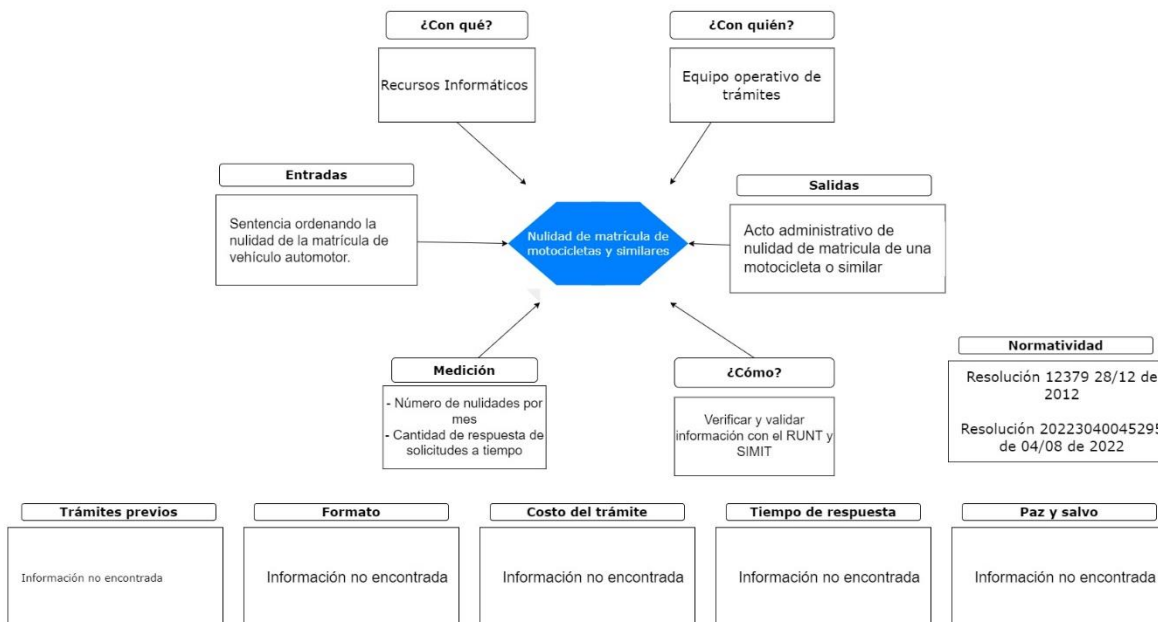 ¿Con qué?
Recursos Informáticos
¿Con quién?
Equipo operativo de
trámites
Entradas
Sentencia ordenando la
nulidad de la matrícula de
vehículo automotor.
Nulidad de matrícula de
motocicletas y similares
Salidas
Acto administrativo de
nulidad de matricula de una
motocicleta o similar
Medición
- Número de nulidades por
mes
- Cantidad de respuesta de
solicitudes a tiempo
¿Cómo?
Verificar y validar
información con el RUNT y
SIMIT
Normatividad
Resolución 12379 28/12 de
2012
Resolución 20223040045295
de 04/08 de 2022
Trámites previos
Información no encontrada
Formato
Información no encontrada
Costo del trámite
Información no encontrada
Tiempo de respuesta
Información no encontrada
Paz y salvo
Información no encontrada